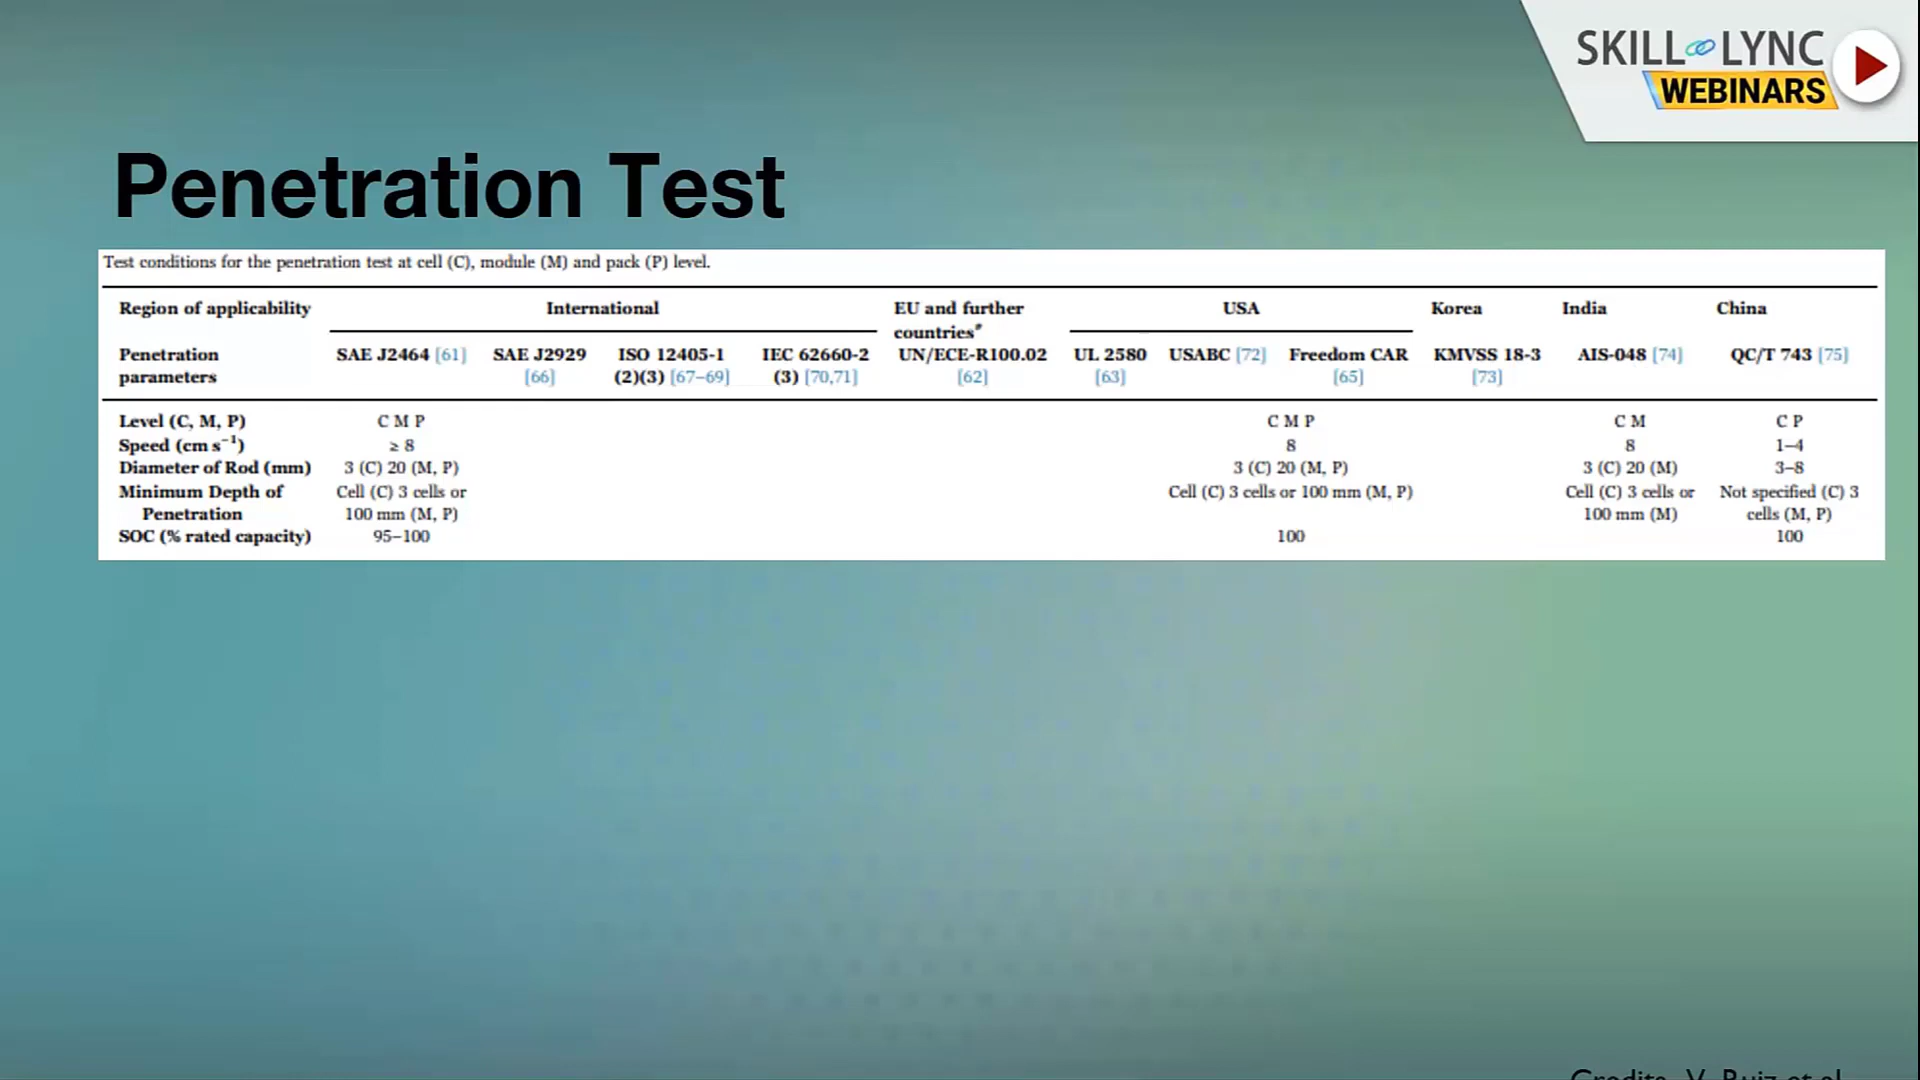 SKILL LYNC
WEBINARS
Penetration Test
Test conditions for the penetration test at cell (C), module (M) and pack (P) level.
Region of applicability International EU and further countries# USA Korea India China
Penetration parameters SAE J2464 [61] SAE J2929 [66] ISO 12405-1 (2)(3) [67–69] IEC 62660-2 (3) [70,71] UN/ECE-R100.02 [62] UL 2580 [63] USABC [72] Freedom CAR [65] KMVSS 18-3 [73] AIS-048 [74] QC/T 743 [75]
Level (C, M, P) C M P C M P C M C P
Speed (cm s⁻¹) ≥ 8 8 8 1–4
Diameter of Rod (mm) 3 (C) 20 (M, P) 3 (C) 20 (M, P) 3 (C) 20 (M) 3–8
Minimum Depth of Penetration Cell (C) 3 cells or 100 mm (M, P) Cell (C) 3 cells or 100 mm (M, P) Cell (C) 3 cells or 100 mm (M) Not specified (C) 3 cells (M, P)
SOC (% rated capacity) 95–100 100 100
Credits- V. Ruiz et al